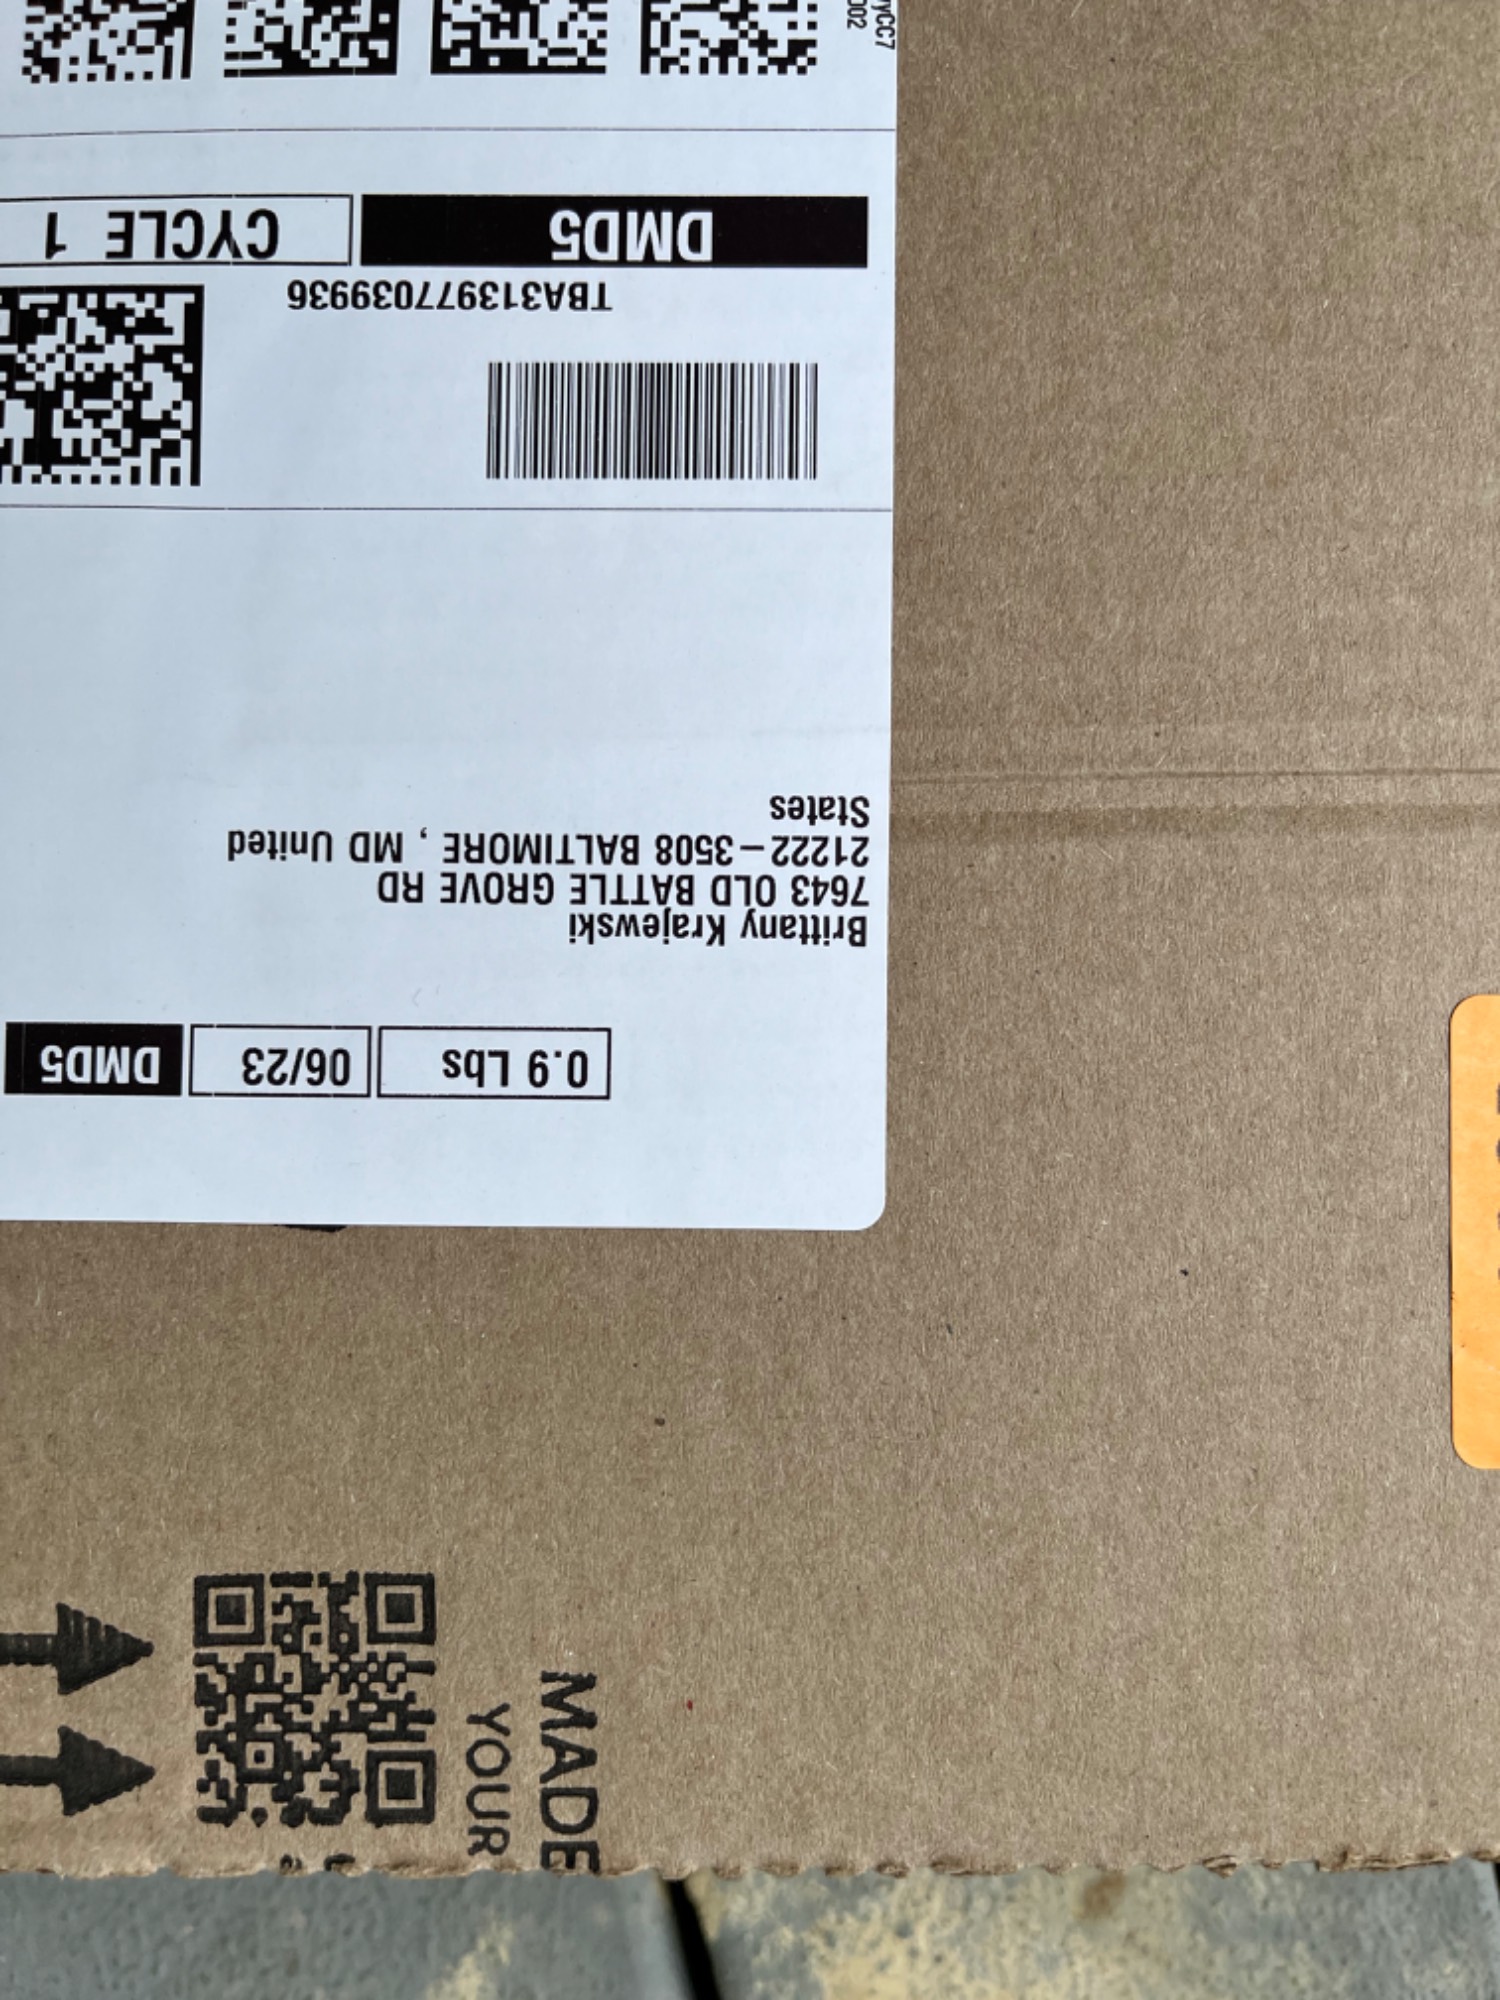 0.9 Lbs
06/23
DMD5
Brittany Krajewski
7643 OLD BATTLE GROVE RD
21222-3508 BALTIMORE , MD United
States
TBA313977039936
DMD5
CYCLE 1
MADE
YOUR